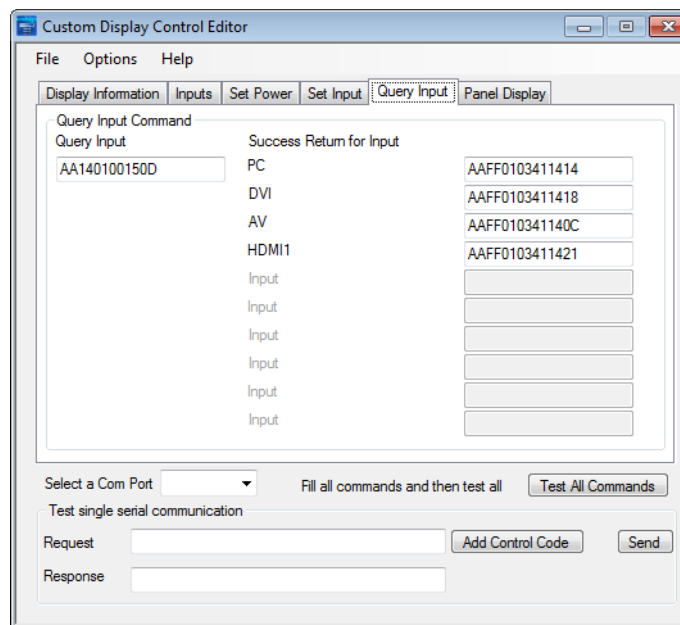 Custom Display Control Editor
File Options Help
Display Information Inputs Set Power Set Input Query Input Panel Display
Query Input Command
Query Input Success Return for Input
AA140100150D PC AAFF0103411414
DVI AAFF0103411418
AV AAFF010341140C
HDMI1 AAFF0103411421
Input
Input
Input
Input
Input
Input
Select a Com Port Fill all commands and then test all Test All Commands
Test single serial communication
Request Add Control Code Send
Response